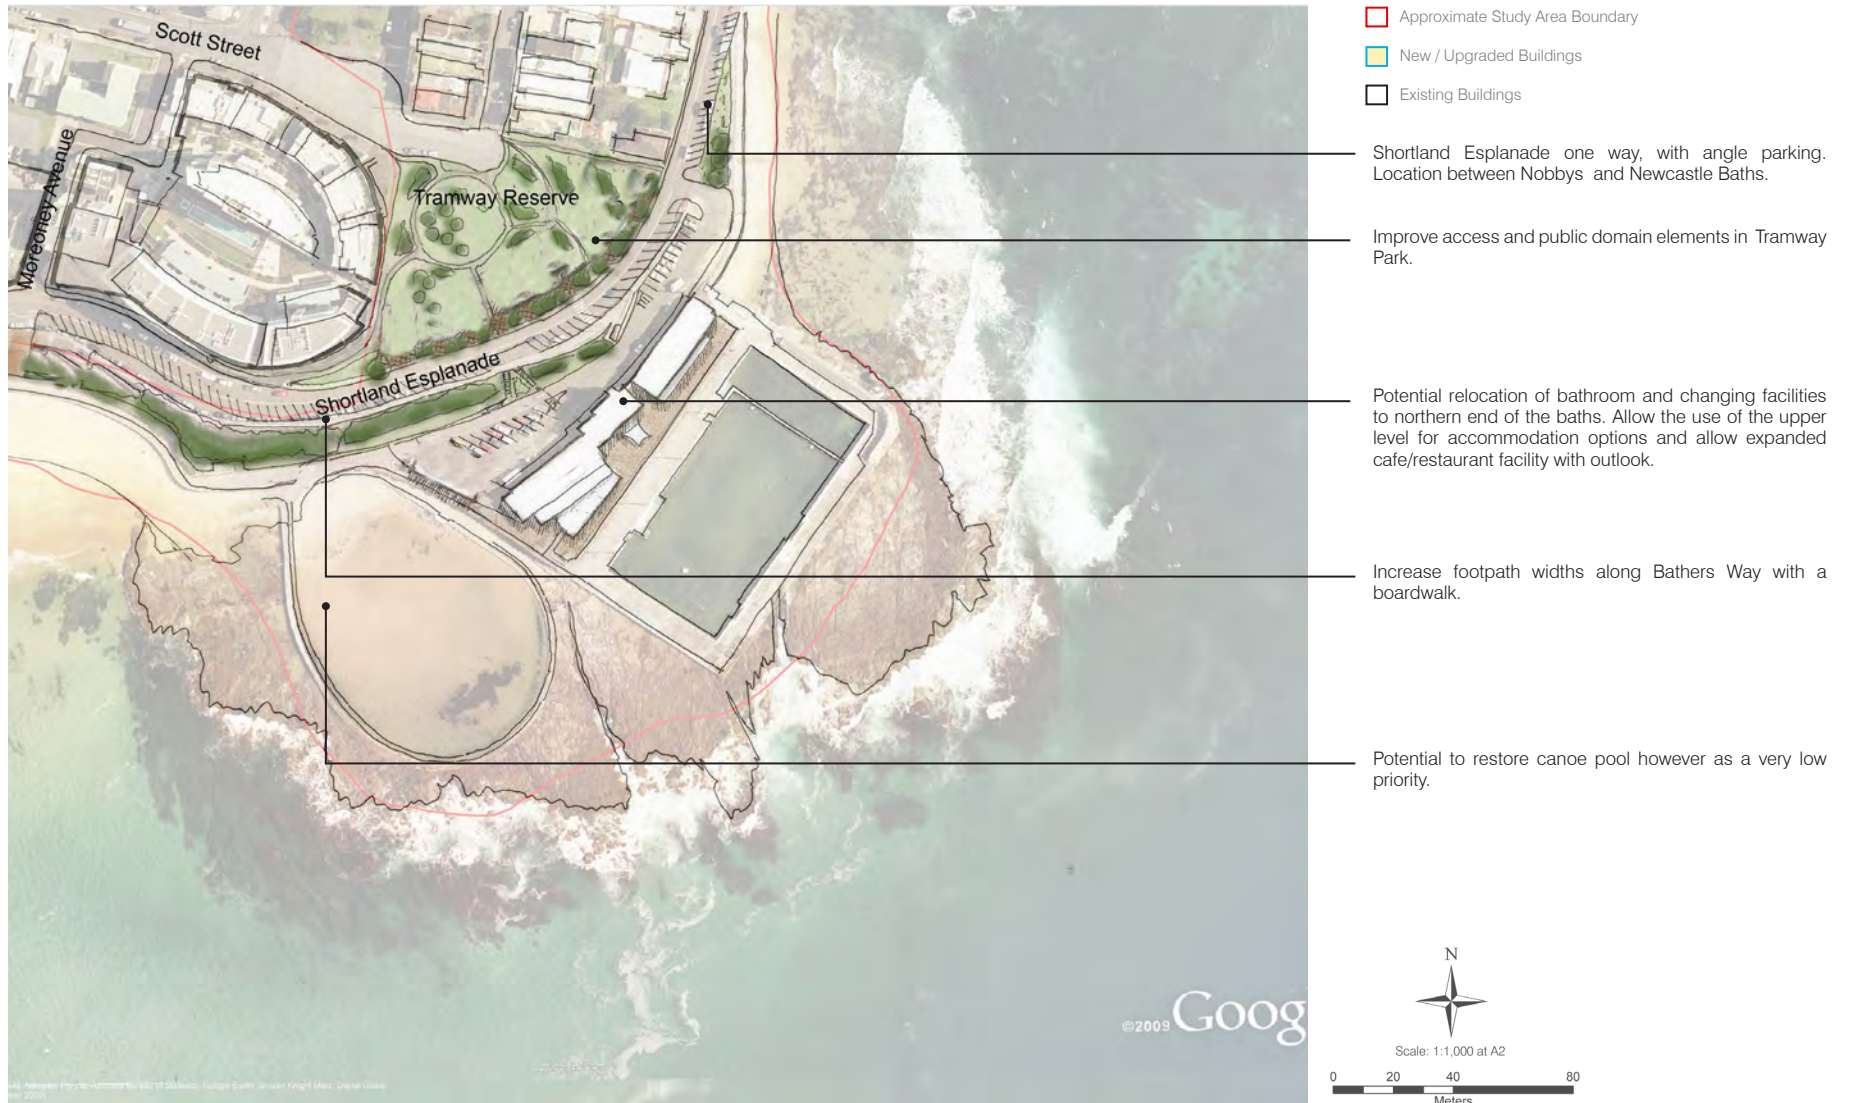 Scott Street
Moreoney Avenue
Tramway Reserve
Shortland Esplanade
©2009 Goog
Approximate Study Area Boundary
New / Upgraded Buildings
Existing Buildings
Shortland Esplanade one way, with angle parking.
Location between Nobbys and Newcastle Baths.
Improve access and public domain elements in Tramway
Park.
Potential relocation of bathroom and changing facilities
to northern end of the baths. Allow the use of the upper
level for accommodation options and allow expanded
cafe/restaurant facility with outlook.
Increase footpath widths along Bathers Way with a
boardwalk.
Potential to restore canoe pool however as a very low
priority.
N
Scale: 1:1,000 at A2
0 20 40 80
Meters